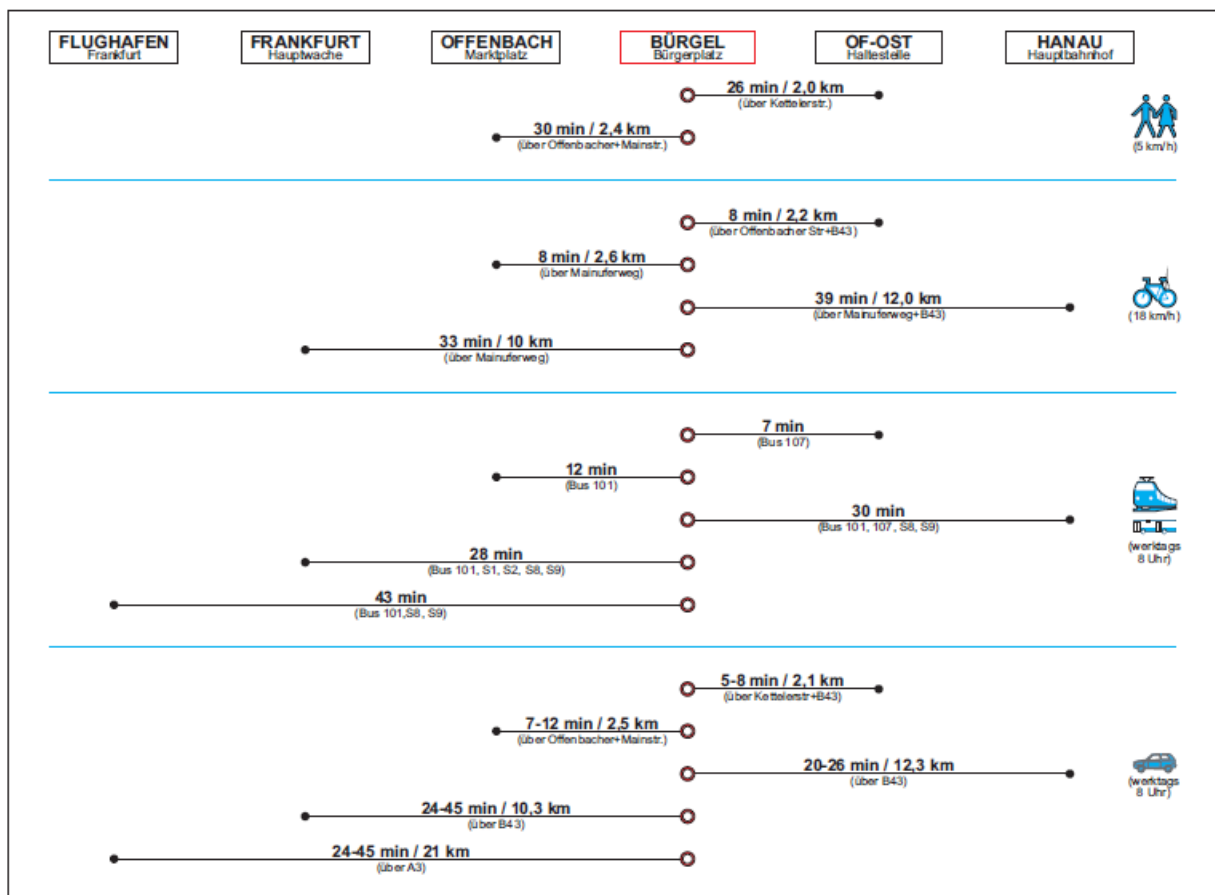 FLUGHAFEN
Frankfurt
FRANKFURT
Hauptwache
OFFENBACH
Marktplatz
BÜRGEL
Bürgerplatz
OF-OST
Haltestelle
HANAU
Hauptbahnhof
26 min / 2,0 km
(über Kettelerstr.)
30 min / 2,4 km
(über Offenbacher+Mainstr.)
(5 km/h)
8 min / 2,2 km
(über Offenbacher Str+B43)
8 min / 2,6 km
(über Mainuferweg)
39 min / 12,0 km
(über Mainuferweg+B43)
33 min / 10 km
(über Mainuferweg)
(18 km/h)
7 min
(Bus 107)
12 min
(Bus 101)
30 min
(Bus 101, 107, S8, S9)
28 min
(Bus 101, S1, S2, S8, S9)
43 min
(Bus 101,S8, S9)
(werktags
8 Uhr)
5-8 min / 2,1 km
(über Kettelerstr+B43)
7-12 min / 2,5 km
(über Offenbacher+Mainstr.)
20-26 min / 12,3 km
(über B43)
24-45 min / 10,3 km
(über B43)
24-45 min / 21 km
(über A3)
(werktags
8 Uhr)